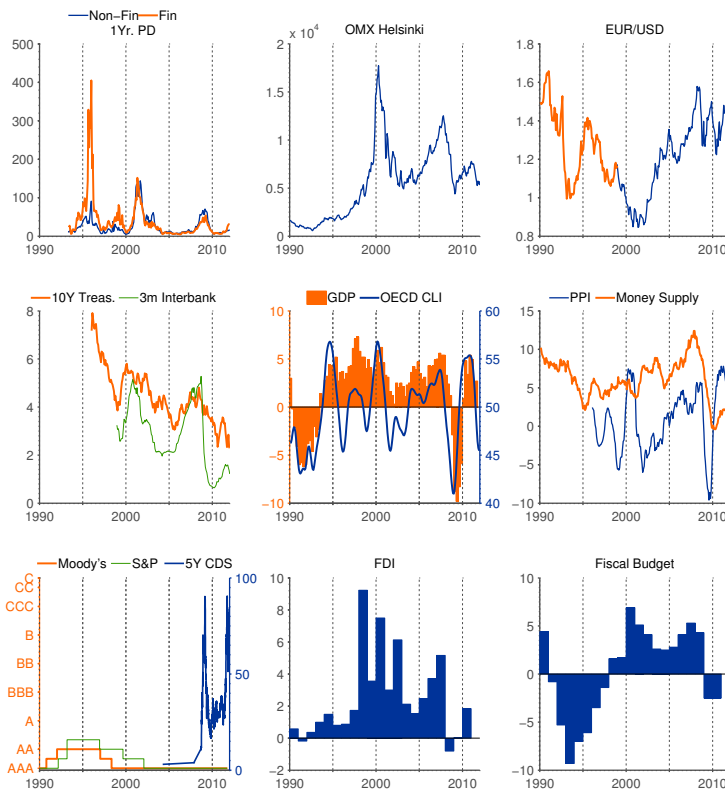 Non−Fin Fin
1Yr. PD
500
400
300
200
100
0
1990 2000 2010
OMX Helsinki
x 10⁴
2
1.5
1
0.5
0
1990 2000 2010
EUR/USD
1.8
1.6
1.4
1.2
1
0.8
1990 2000 2010
10Y Treas. 3m Interbank
8
6
4
2
0
1990 2000 2010
GDP OECD CLI
10 60
5 55
0 50
−5 45
−10 40
1990 2000 2010
PPI Money Supply
15
10
5
0
−5
−10
1990 2000 2010
Moody's S&P 5Y CDS
C 100
CC
CCC
B
BB 50
BBB
A
AA
AAA 0
1990 2000 2010
FDI
10
8
6
4
2
0
−2
1990 2000 2010
Fiscal Budget
10
5
0
−5
−10
1990 2000 2010